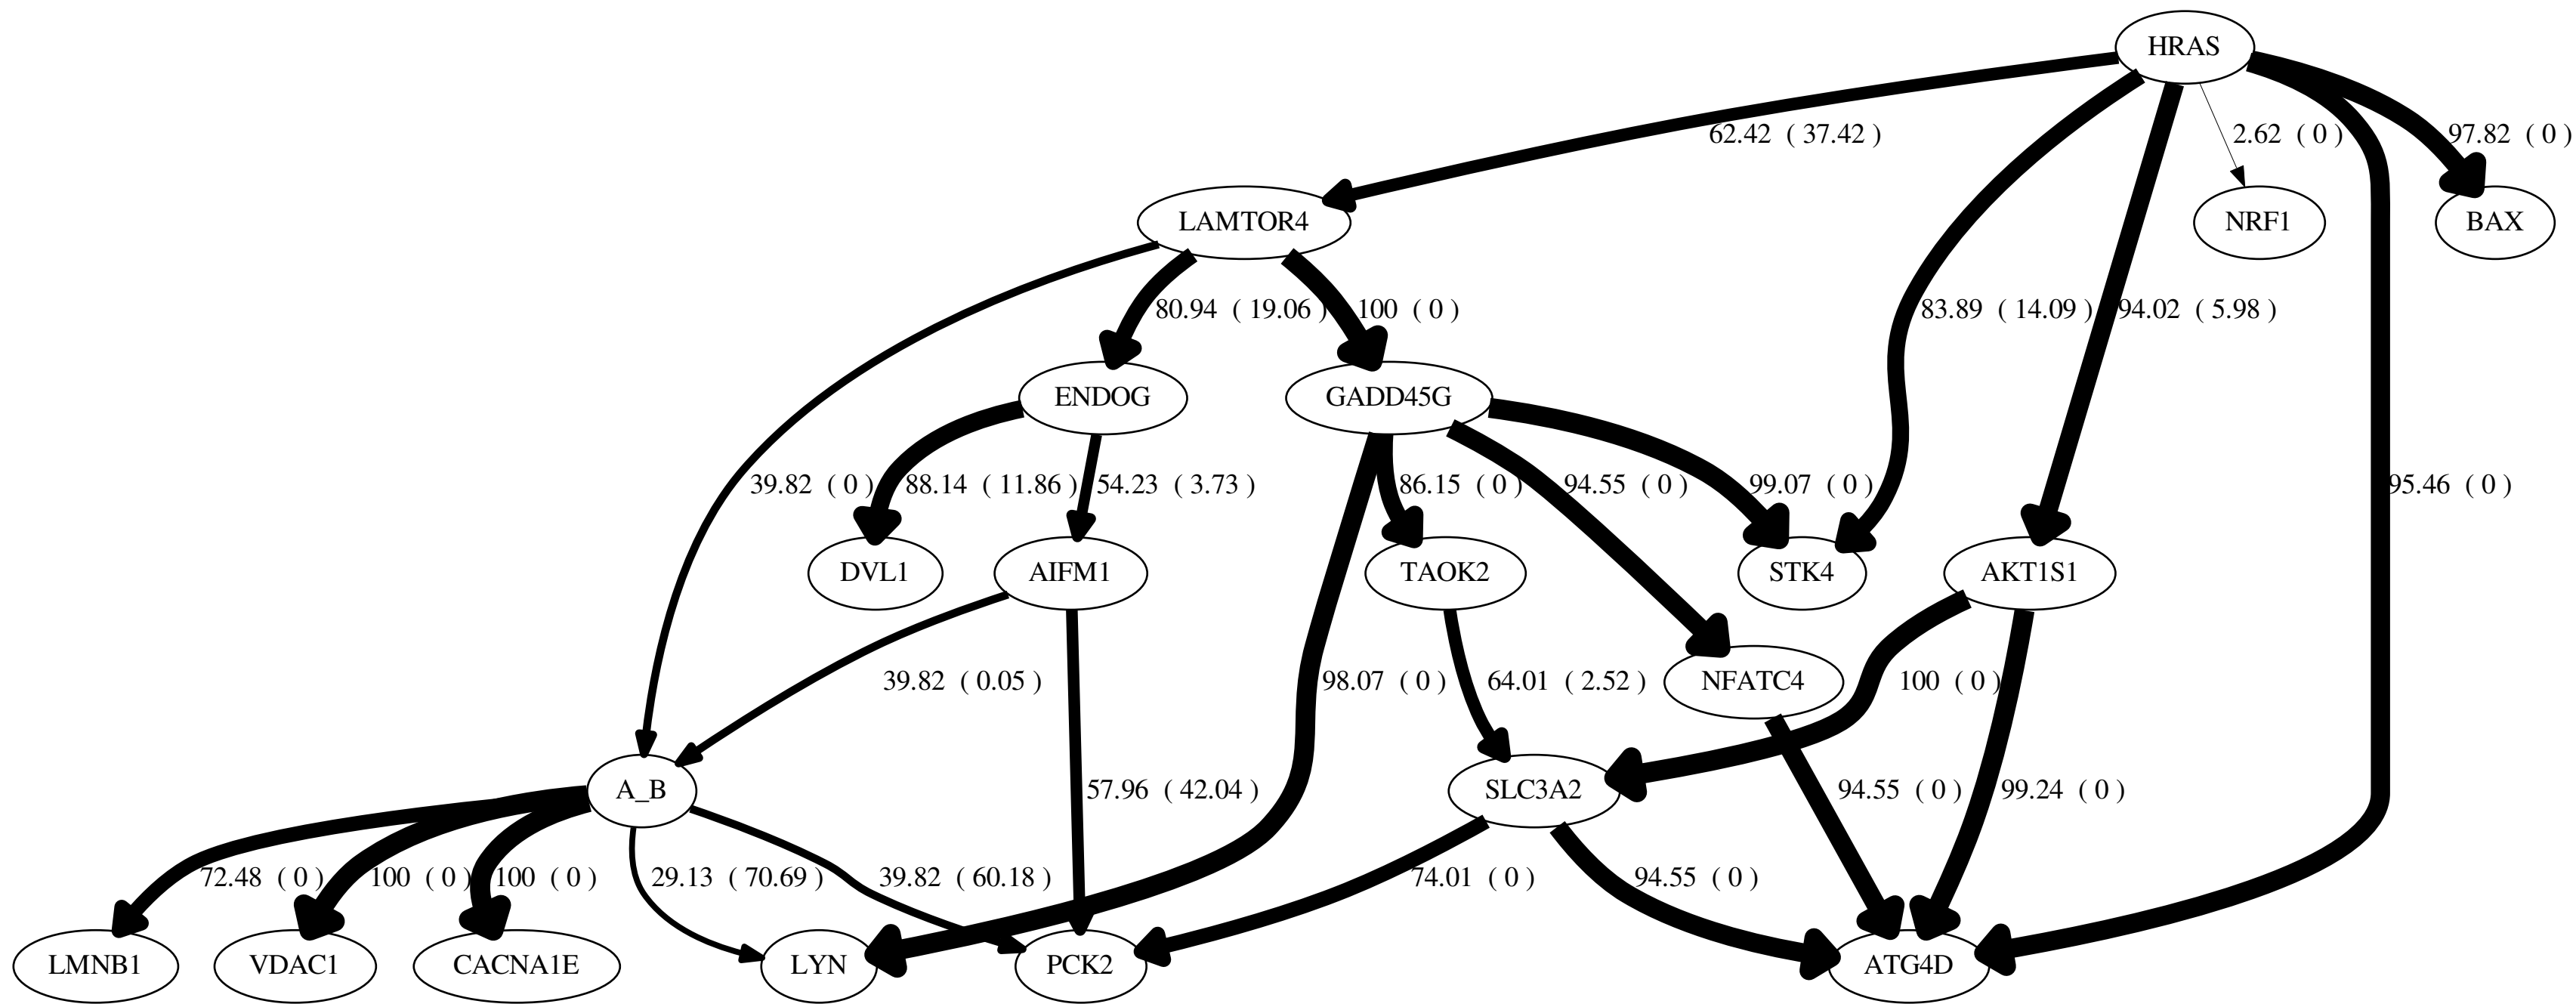 HRAS
62.42 ( 37.42 )
2.62 ( 0 )
97.82 ( 0 )
LAMTOR4
NRF1
BAX
80.94 ( 19.06 )
100 ( 0 )
83.89 ( 14.09 )
94.02 ( 5.98 )
ENDOG
GADD45G
39.82 ( 0 )
88.14 ( 11.86 )
54.23 ( 3.73 )
86.15 ( 0 )
94.55 ( 0 )
99.07 ( 0 )
95.46 ( 0 )
DVL1
AIFM1
TAOK2
STK4
AKT1S1
39.82 ( 0.05 )
98.07 ( 0 )
64.01 ( 2.52 )
NFATC4
100 ( 0 )
A_B
57.96 ( 42.04 )
SLC3A2
94.55 ( 0 )
99.24 ( 0 )
72.48 ( 0 )
100 ( 0 )
100 ( 0 )
29.13 ( 70.69 )
39.82 ( 60.18 )
74.01 ( 0 )
94.55 ( 0 )
LMNB1
VDAC1
CACNA1E
LYN
PCK2
ATG4D